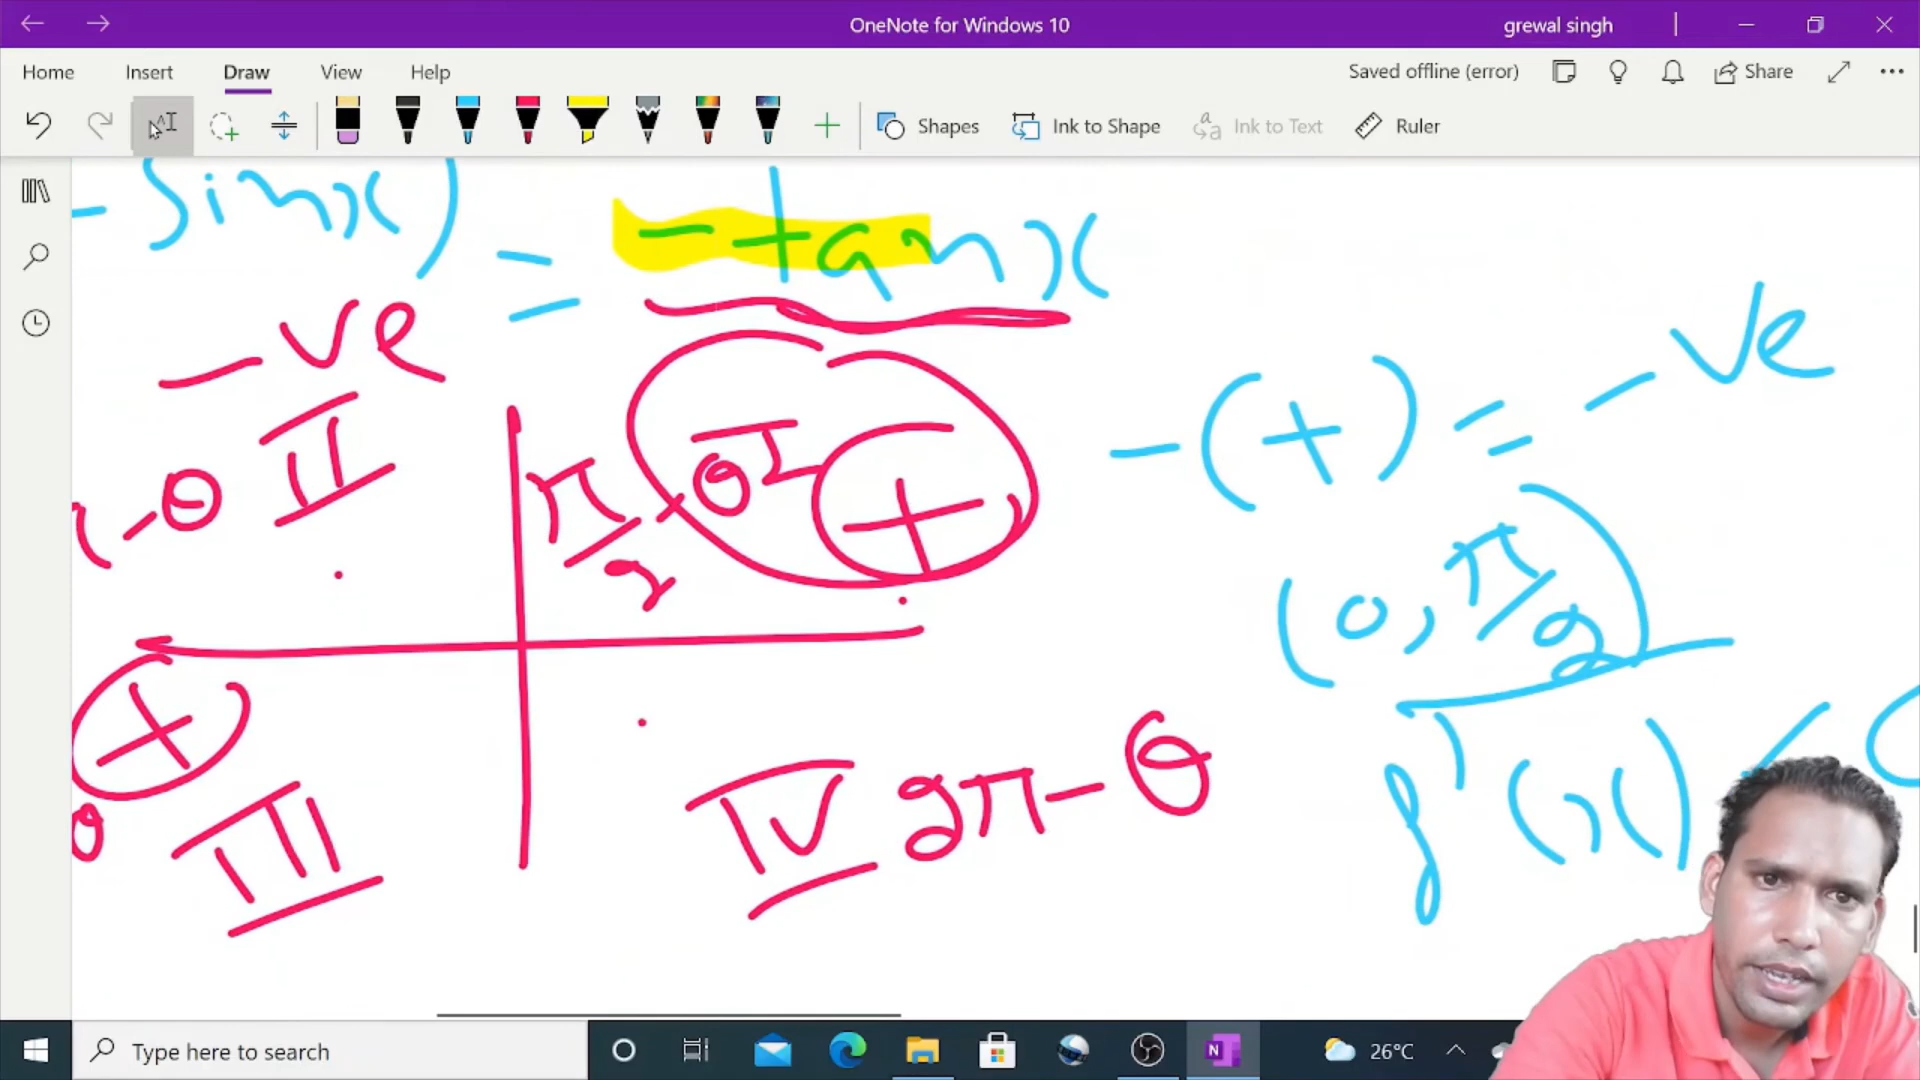 OneNote for Windows 10
grewal singh
Home Insert Draw View Help
Saved offline (error) Share
Shapes Ink to Shape Ink to Text Ruler
- sinx) = -tanx
-ve
II
-θ
π/2 - θ I +
-(+) = -ve
(0, π/2)
f'(x) <
+
θ
III
IV 2π-θ
Type here to search
26°C